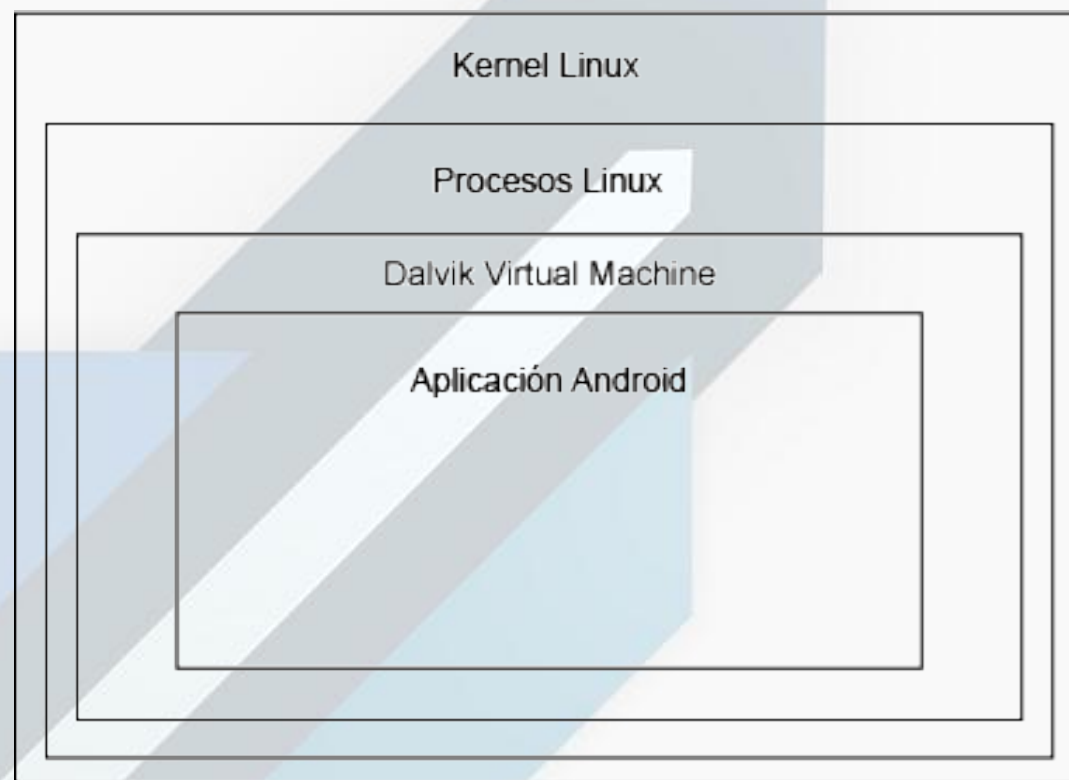 Kernel Linux
Procesos Linux
Dalvik Virtual Machine
Aplicación Android